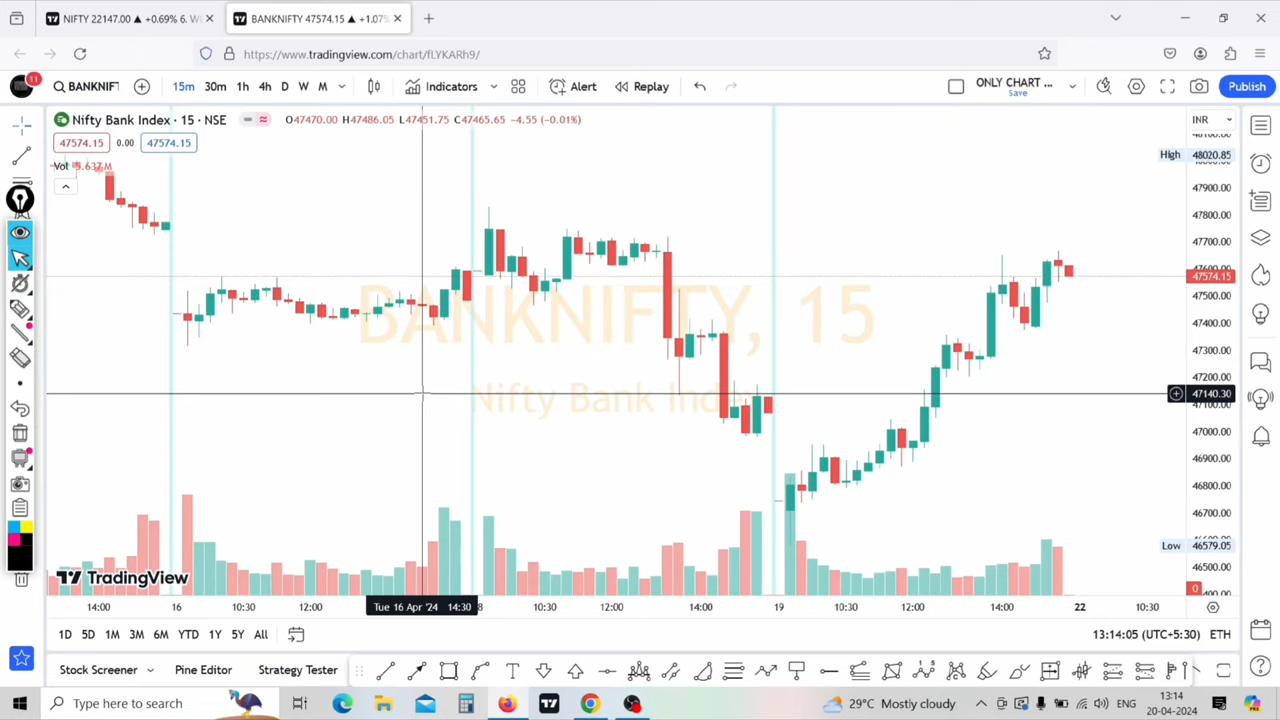 NIFTY 22147.00 ▲ +0.69% 6. W
BANKNIFTY 47574.15 ▲ +1.07%
https://www.tradingview.com/chart/fLYKARh9/
11
BANKNIFT
15m 30m 1h 4h D W M
Indicators
Alert
Replay
ONLY CHART ...
Save
Publish
Nifty Bank Index · 15 · NSE
O47470.00 H47486.05 L47451.75 C47465.65 −4.55 (−0.01%)
INR
47574.15 0.00 47574.15
Vol 5.637M
BANKNIFTY, 15
Nifty Bank Index
High 48020.85
47900.00
47800.00
47700.00
47574.15
47500.00
47400.00
47300.00
47200.00
47140.30
47100.00
47000.00
46900.00
46800.00
46700.00
Low 46579.05
46500.00
0
TradingView
14:00 16 10:30 12:00 Tue 16 Apr '24 14:30 10:30 12:00 14:00 19 10:30 12:00 14:00 22 10:30
1D 5D 1M 3M 6M YTD 1Y 5Y All
13:14:05 (UTC+5:30) ETH
Stock Screener Pine Editor Strategy Tester
Type here to search
29°C Mostly cloudy
ENG
13:14
20-04-2024